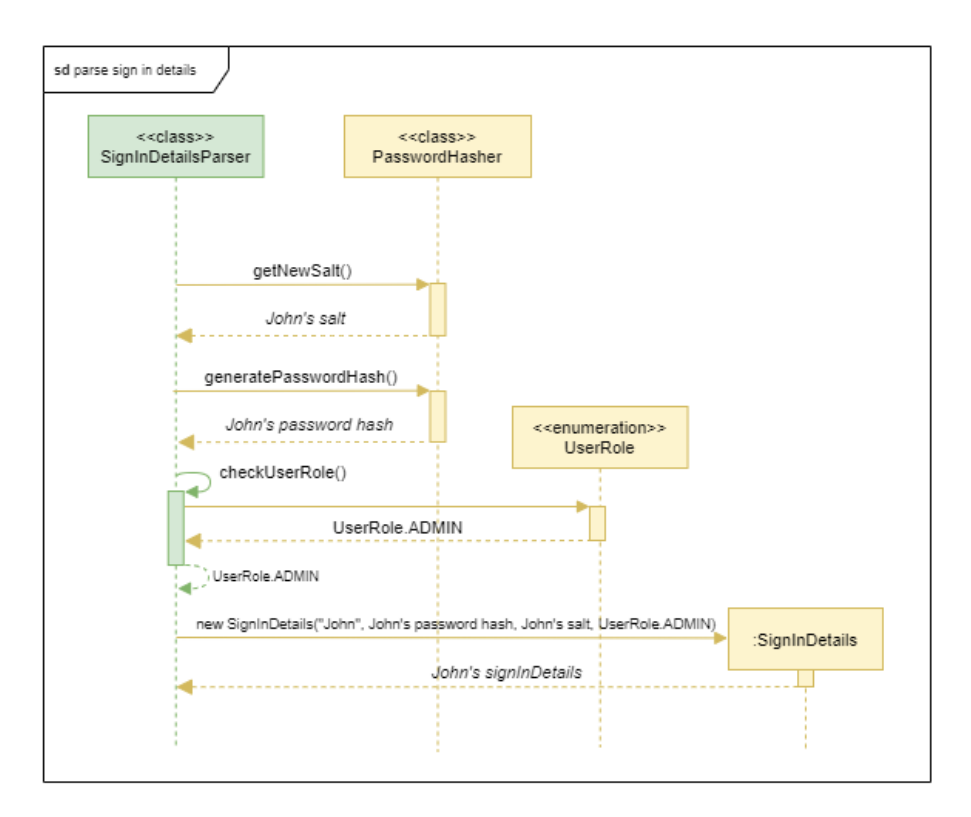 sd parse sign in details
<<class>>
SignInDetailsParser
<<class>>
PasswordHasher
getNewSalt()
John's salt
generatePasswordHash()
John's password hash
<<enumeration>>
UserRole
checkUserRole()
UserRole.ADMIN
UserRole.ADMIN
new SignInDetails("John", John's password hash, John's salt, UserRole.ADMIN)
:SignInDetails
John's signInDetails